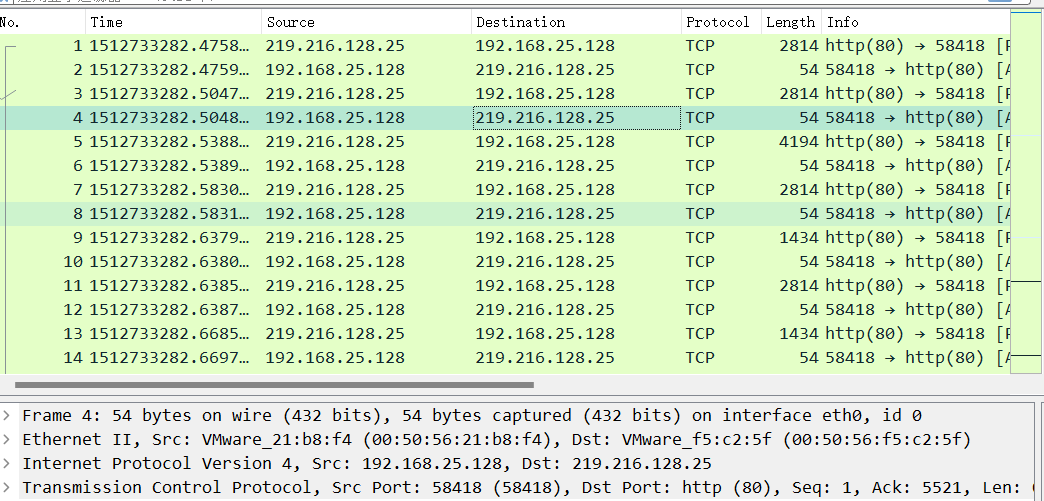 No. Time Source Destination Protocol Length Info
1 1512733282.4758… 219.216.128.25 192.168.25.128 TCP 2814 http(80) → 58418 [
2 1512733282.4759… 192.168.25.128 219.216.128.25 TCP 54 58418 → http(80) [
3 1512733282.5047… 219.216.128.25 192.168.25.128 TCP 2814 http(80) → 58418 [
4 1512733282.5048… 192.168.25.128 219.216.128.25 TCP 54 58418 → http(80) [
5 1512733282.5388… 219.216.128.25 192.168.25.128 TCP 4194 http(80) → 58418 [
6 1512733282.5389… 192.168.25.128 219.216.128.25 TCP 54 58418 → http(80) [
7 1512733282.5830… 219.216.128.25 192.168.25.128 TCP 2814 http(80) → 58418 [
8 1512733282.5831… 192.168.25.128 219.216.128.25 TCP 54 58418 → http(80) [
9 1512733282.6379… 219.216.128.25 192.168.25.128 TCP 1434 http(80) → 58418 [
10 1512733282.6380… 192.168.25.128 219.216.128.25 TCP 54 58418 → http(80) [
11 1512733282.6385… 219.216.128.25 192.168.25.128 TCP 2814 http(80) → 58418 [
12 1512733282.6387… 192.168.25.128 219.216.128.25 TCP 54 58418 → http(80) [
13 1512733282.6685… 219.216.128.25 192.168.25.128 TCP 1434 http(80) → 58418 [
14 1512733282.6697… 192.168.25.128 219.216.128.25 TCP 54 58418 → http(80) [
Frame 4: 54 bytes on wire (432 bits), 54 bytes captured (432 bits) on interface eth0, id 0
Ethernet II, Src: VMware_21:b8:f4 (00:50:56:21:b8:f4), Dst: VMware_f5:c2:5f (00:50:56:f5:c2:5f)
Internet Protocol Version 4, Src: 192.168.25.128, Dst: 219.216.128.25
Transmission Control Protocol, Src Port: 58418 (58418), Dst Port: http (80), Seq: 1, Ack: 5521, Len: